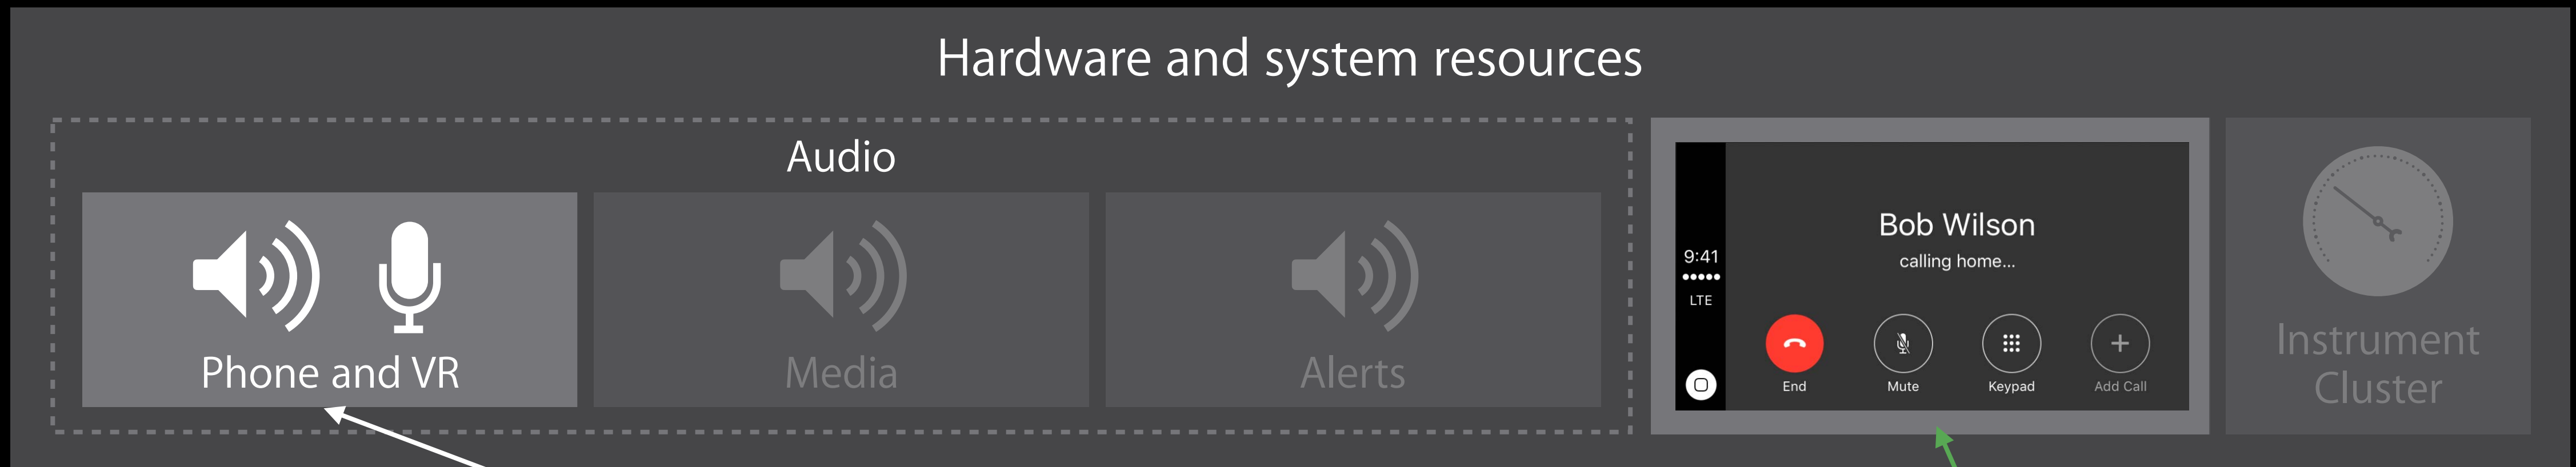 Hardware and system resources
Audio
Phone and VR
Media
Alerts
9:41
LTE
Bob Wilson
calling home...
End
Mute
Keypad
Add Call
Instrument
Cluster